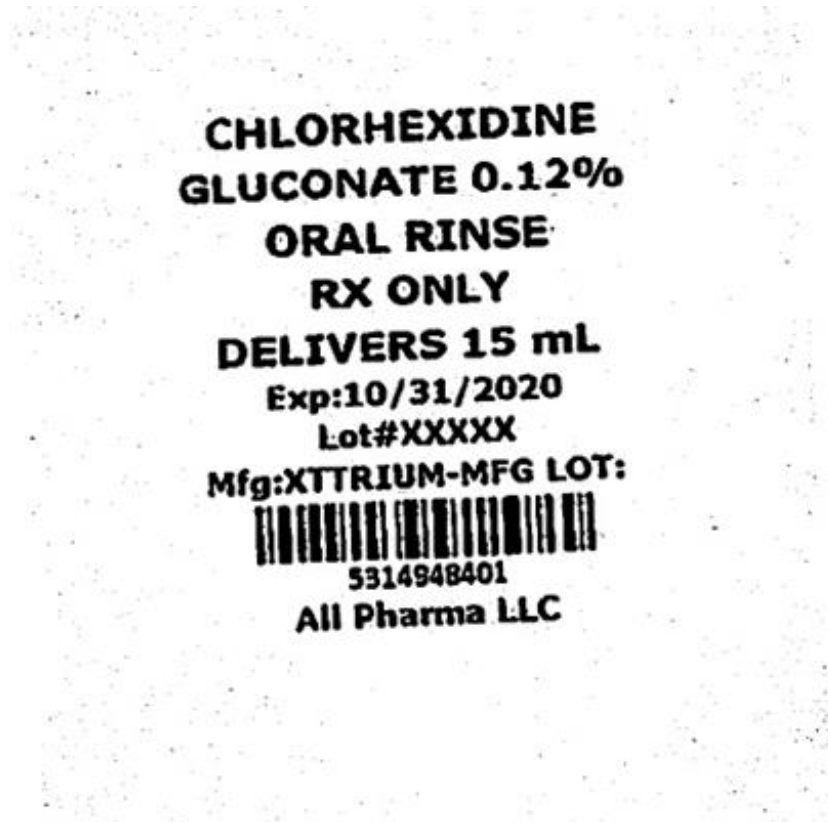 CHLORHEXIDINE
GLUCONATE 0.12%
ORAL RINSE
RX ONLY
DELIVERS 15 mL
Exp:10/31/2020
Lot#XXXXX
Mfg:XTTRIUM-MFG LOT:
5314948401
All Pharma LLC